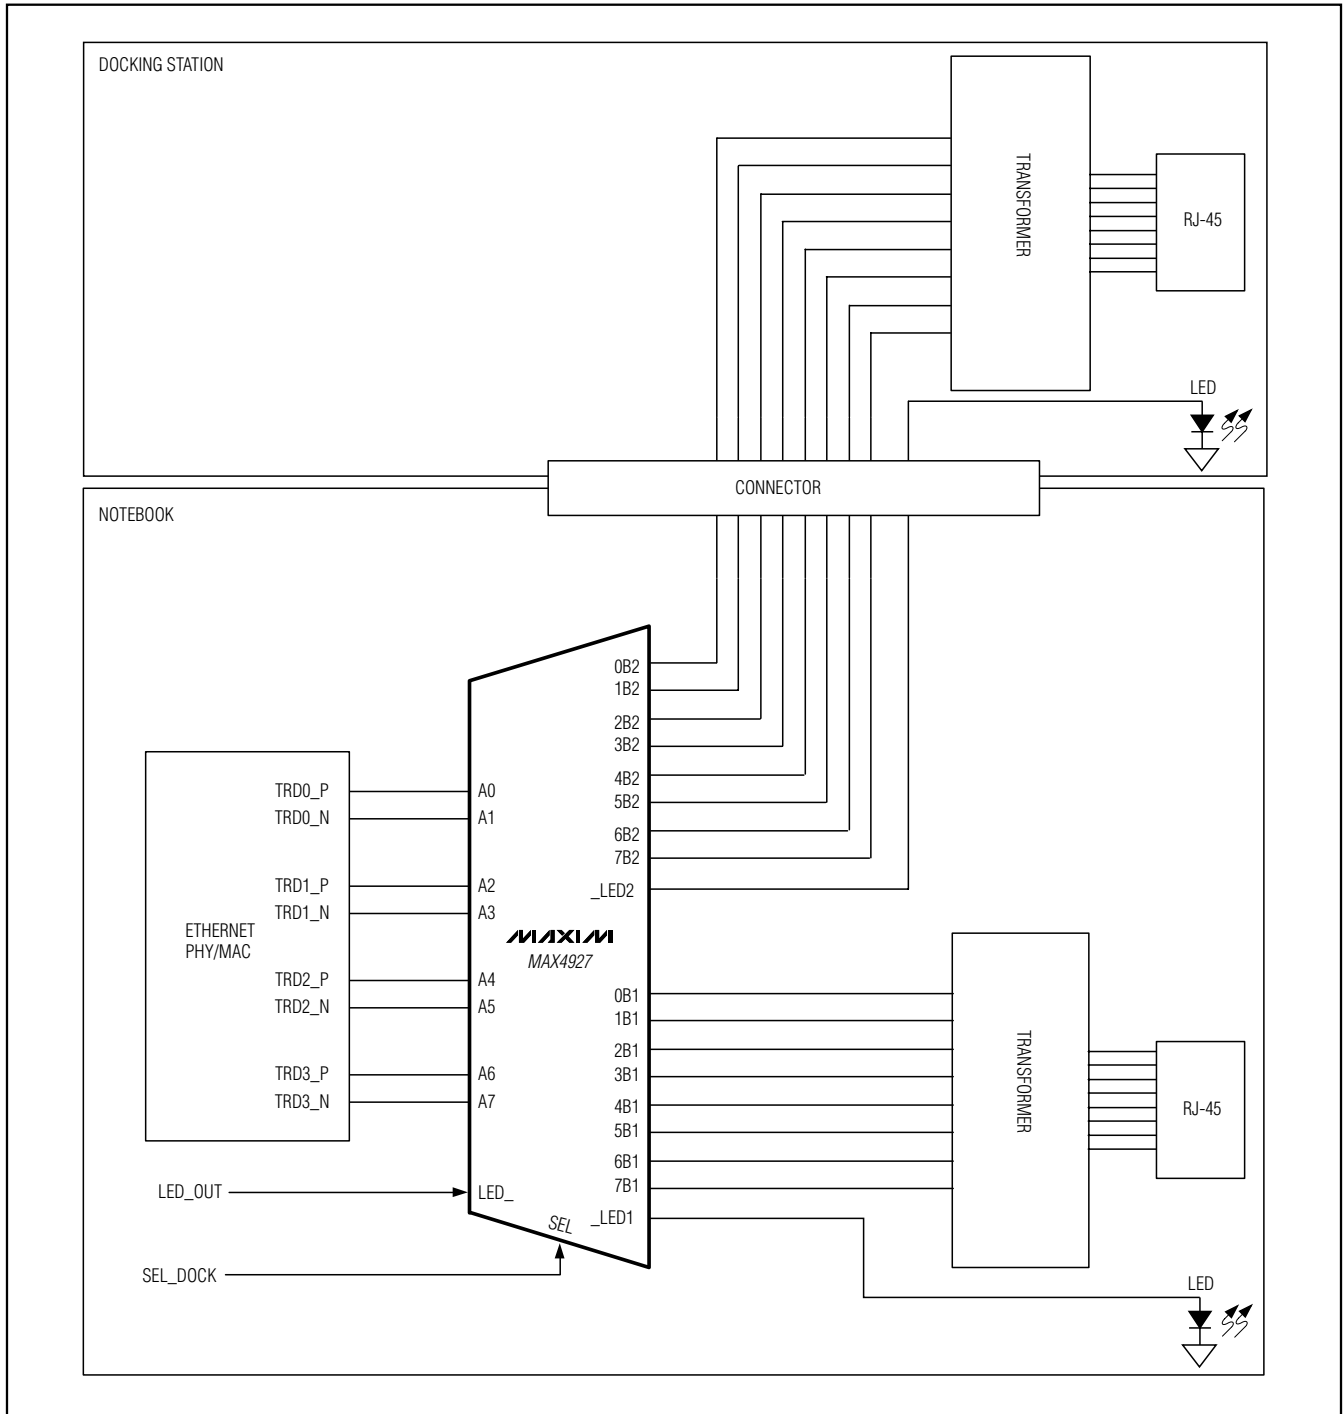 DOCKING STATION
TRANSFORMER
RJ-45
LED
CONNECTOR
NOTEBOOK
0B2
1B2
2B2
3B2
4B2
5B2
6B2
7B2
_LED2
ETHERNET
PHY/MAC
TRD0_P
TRD0_N
TRD1_P
TRD1_N
TRD2_P
TRD2_N
TRD3_P
TRD3_N
A0
A1
A2
A3
A4
A5
A6
A7
MAXIM
MAX4927
0B1
1B1
2B1
3B1
4B1
5B1
6B1
7B1
_LED1
TRANSFORMER
RJ-45
LED_OUT
LED_
SEL
SEL_DOCK
LED